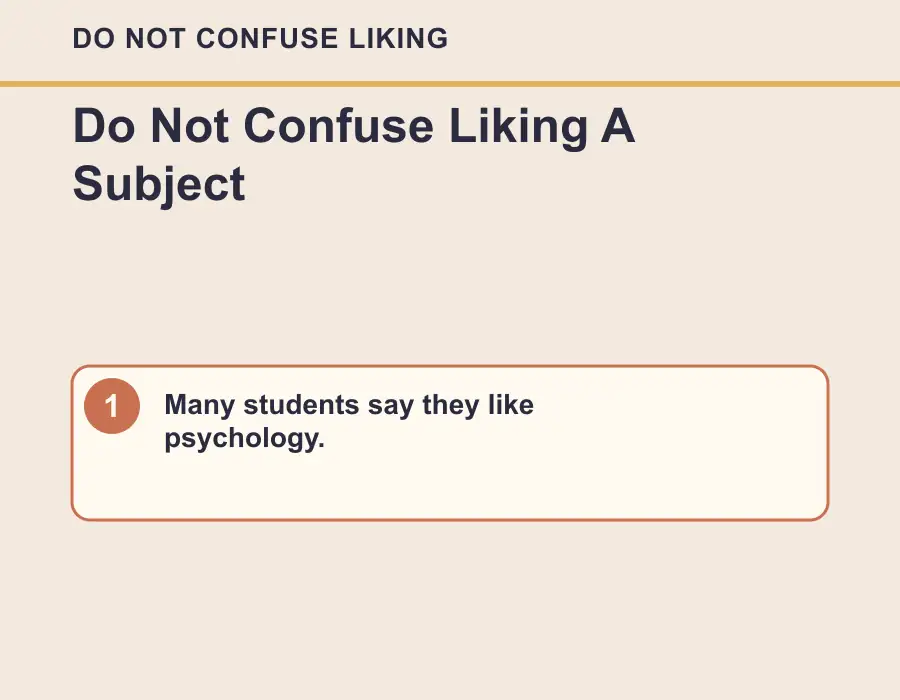 DO NOT CONFUSE LIKING
Do Not Confuse Liking A
Subject
1
Many students say they like
psychology.